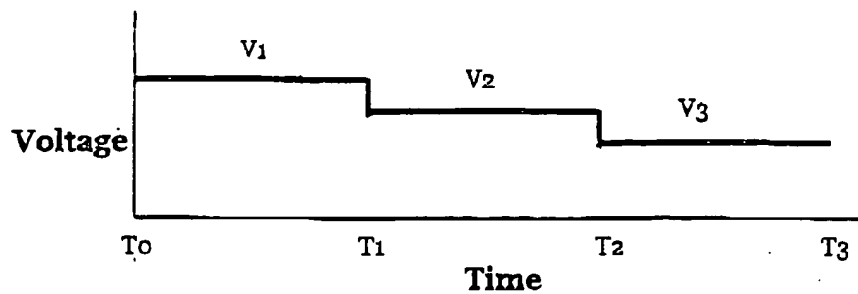 V1
V2
V3
Voltage
To T1 T2 T3
Time